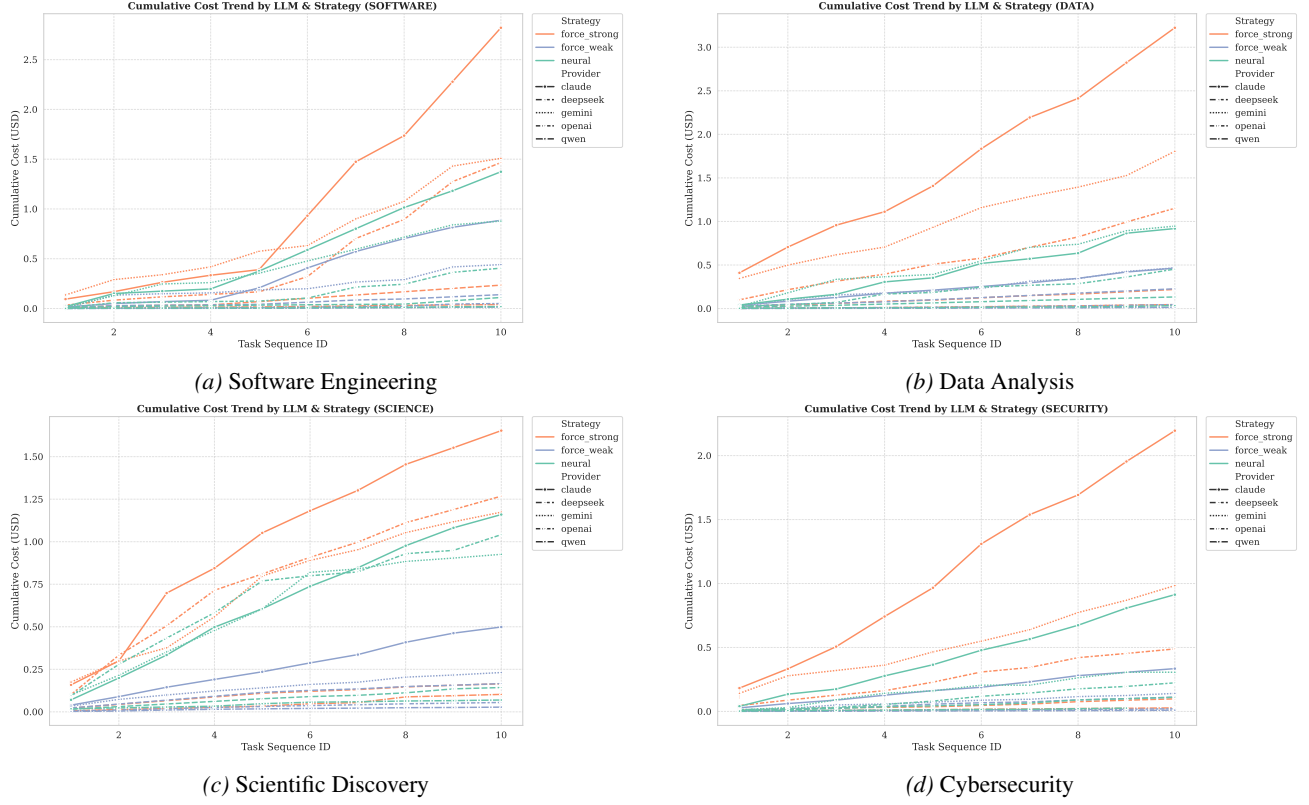 Cumulative Cost Trend by LLM & Strategy (SOFTWARE)
Cumulative Cost (USD)
2.5
2.0
1.5
1.0
0.5
0.0
2 4 6 8 10
Task Sequence ID
Strategy
force_strong
force_weak
neural
Provider
claude
deepseek
gemini
openai
qwen
(a) Software Engineering
Cumulative Cost Trend by LLM & Strategy (DATA)
Cumulative Cost (USD)
3.0
2.5
2.0
1.5
1.0
0.5
0.0
2 4 6 8 10
Task Sequence ID
Strategy
force_strong
force_weak
neural
Provider
claude
deepseek
gemini
openai
qwen
(b) Data Analysis
Cumulative Cost Trend by LLM & Strategy (SCIENCE)
Cumulative Cost (USD)
1.50
1.25
1.00
0.75
0.50
0.25
0.00
2 4 6 8 10
Task Sequence ID
Strategy
force_strong
force_weak
neural
Provider
claude
deepseek
gemini
openai
qwen
(c) Scientific Discovery
Cumulative Cost Trend by LLM & Strategy (SECURITY)
Cumulative Cost (USD)
2.0
1.5
1.0
0.5
0.0
2 4 6 8 10
Task Sequence ID
Strategy
force_strong
force_weak
neural
Provider
claude
deepseek
gemini
openai
qwen
(d) Cybersecurity